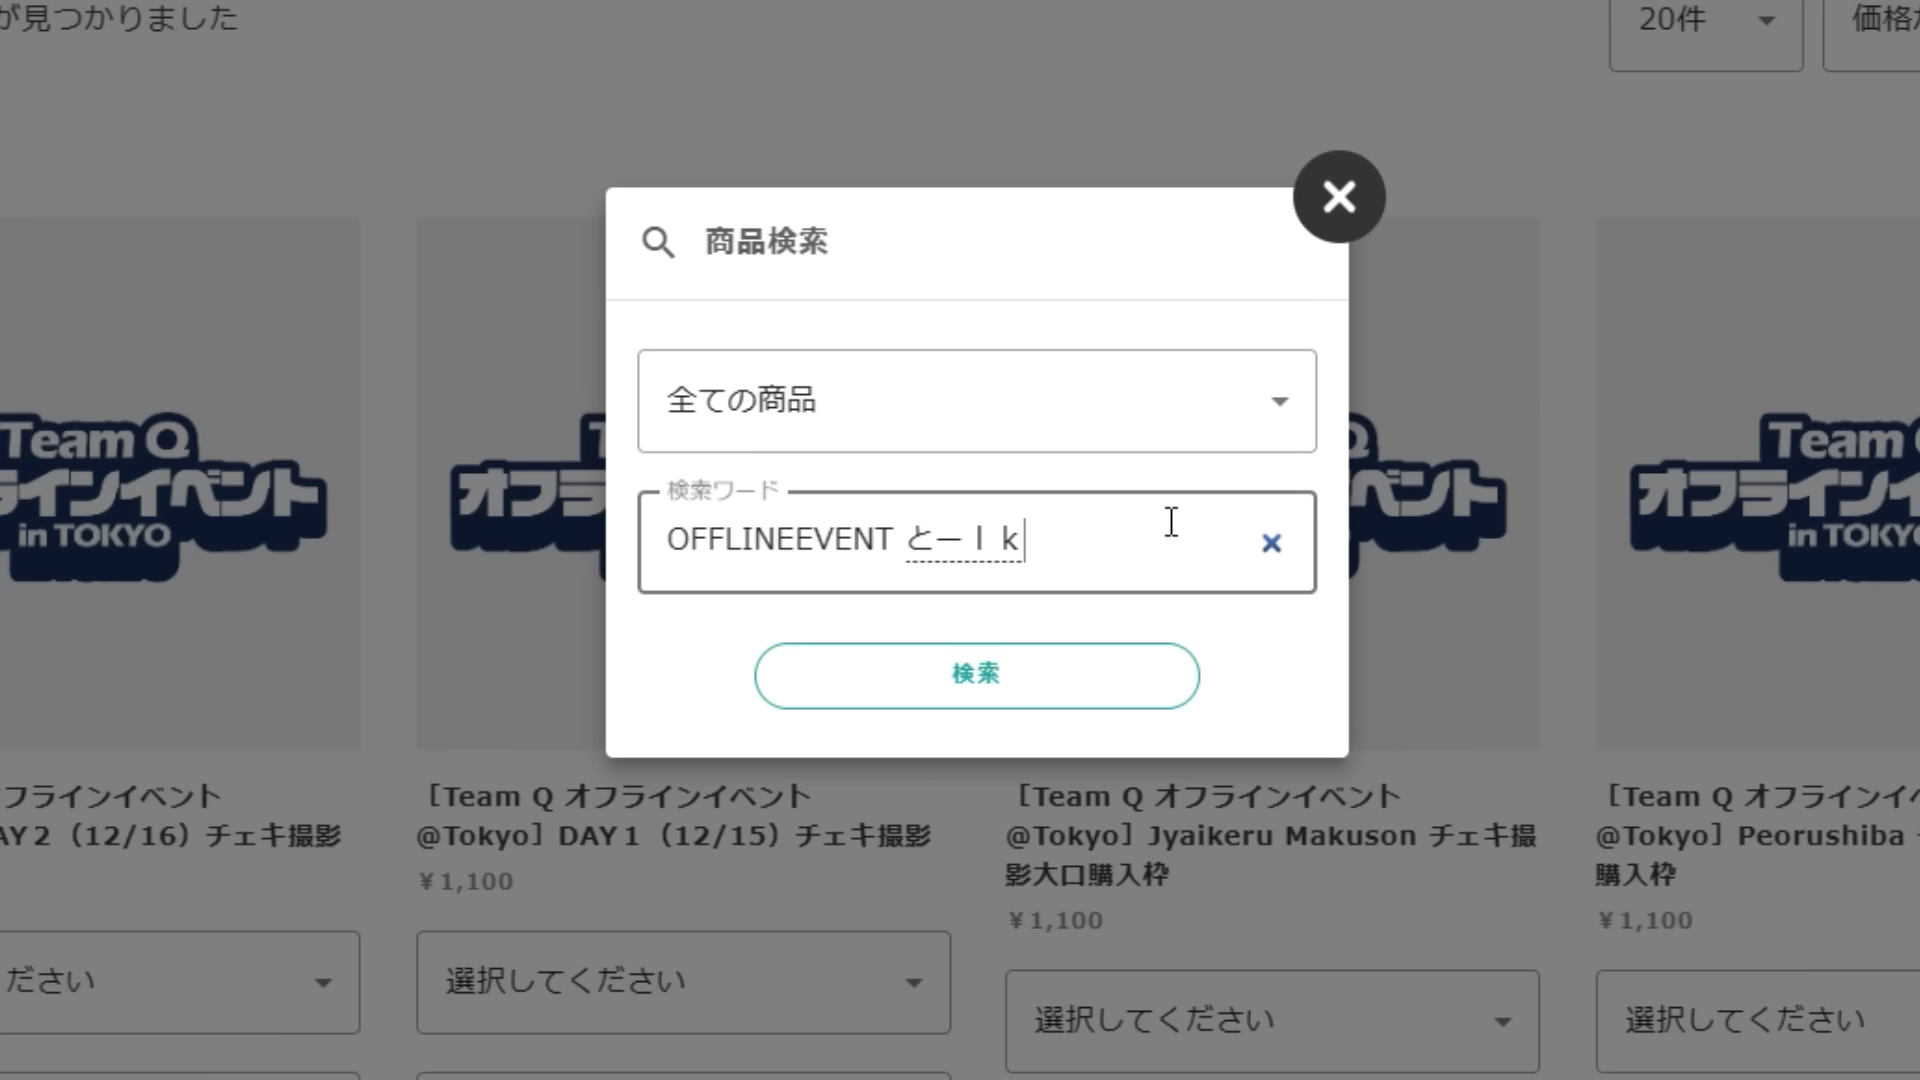 が見つかりました
20件
価格
商品検索
全ての商品
検索ワード
OFFLINEEVENT とーｌｋ
検索
Team Q
ラインイベント
in TOKYO
オフラ
ベント
Team
オフラインイ
in TOKYO
フラインイベント
AY２（12/16）チェキ撮影
［Team Q オフラインイベント
@Tokyo］DAY１（12/15）チェキ撮影
￥1,100
［Team Q オフラインイベント
@Tokyo］Jyaikeru Makuson チェキ撮
影大口購入枠
￥1,100
［Team Q オフラインイベ
@Tokyo］Peorushiba
購入枠
￥1,100
ださい
選択してください
選択してください
選択してください